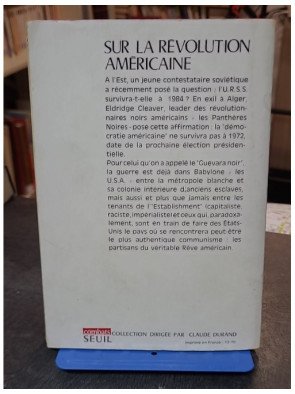 SUR LA REVOLUTION
AMÉRICAINE
A l'Est, un jeune contestataire soviétique
a récemment posé la question : l'U.R.S.S.
survivra-t-elle à 1984 ? En exil à Alger,
Eldridge Cleaver, leader des révolution-
naires noirs américains - les Panthères
Noires - pose cette affirmation : la "démo-
cratie américaine" ne survivra pas à 1972,
date de la prochaine élection présiden-
tielle.
Pour celui qu'on a appelé le "Guevara noir",
la guerre est déjà dans Babylone - les
U.S.A. - entre la métropole blanche et
sa colonie intérieure d'anciens esclaves,
mais aussi et plus que jamais entre les
tenants de l'"Establishment" (capitaliste,
raciste, impérialiste) et ceux qui, paradoxa-
lement, sont en train de faire des États-
Unis le pays où se rencontrera peut-être
le plus authentique communisme : les
partisans du véritable Rêve américain.
combats
SEUIL
COLLECTION DIRIGÉE PAR CLAUDE DURAND
Imprimé en France